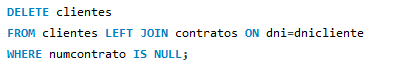 DELETE clientes
FROM clientes LEFT JOIN contratos ON dni=dnicliente
WHERE numcontrato IS NULL;